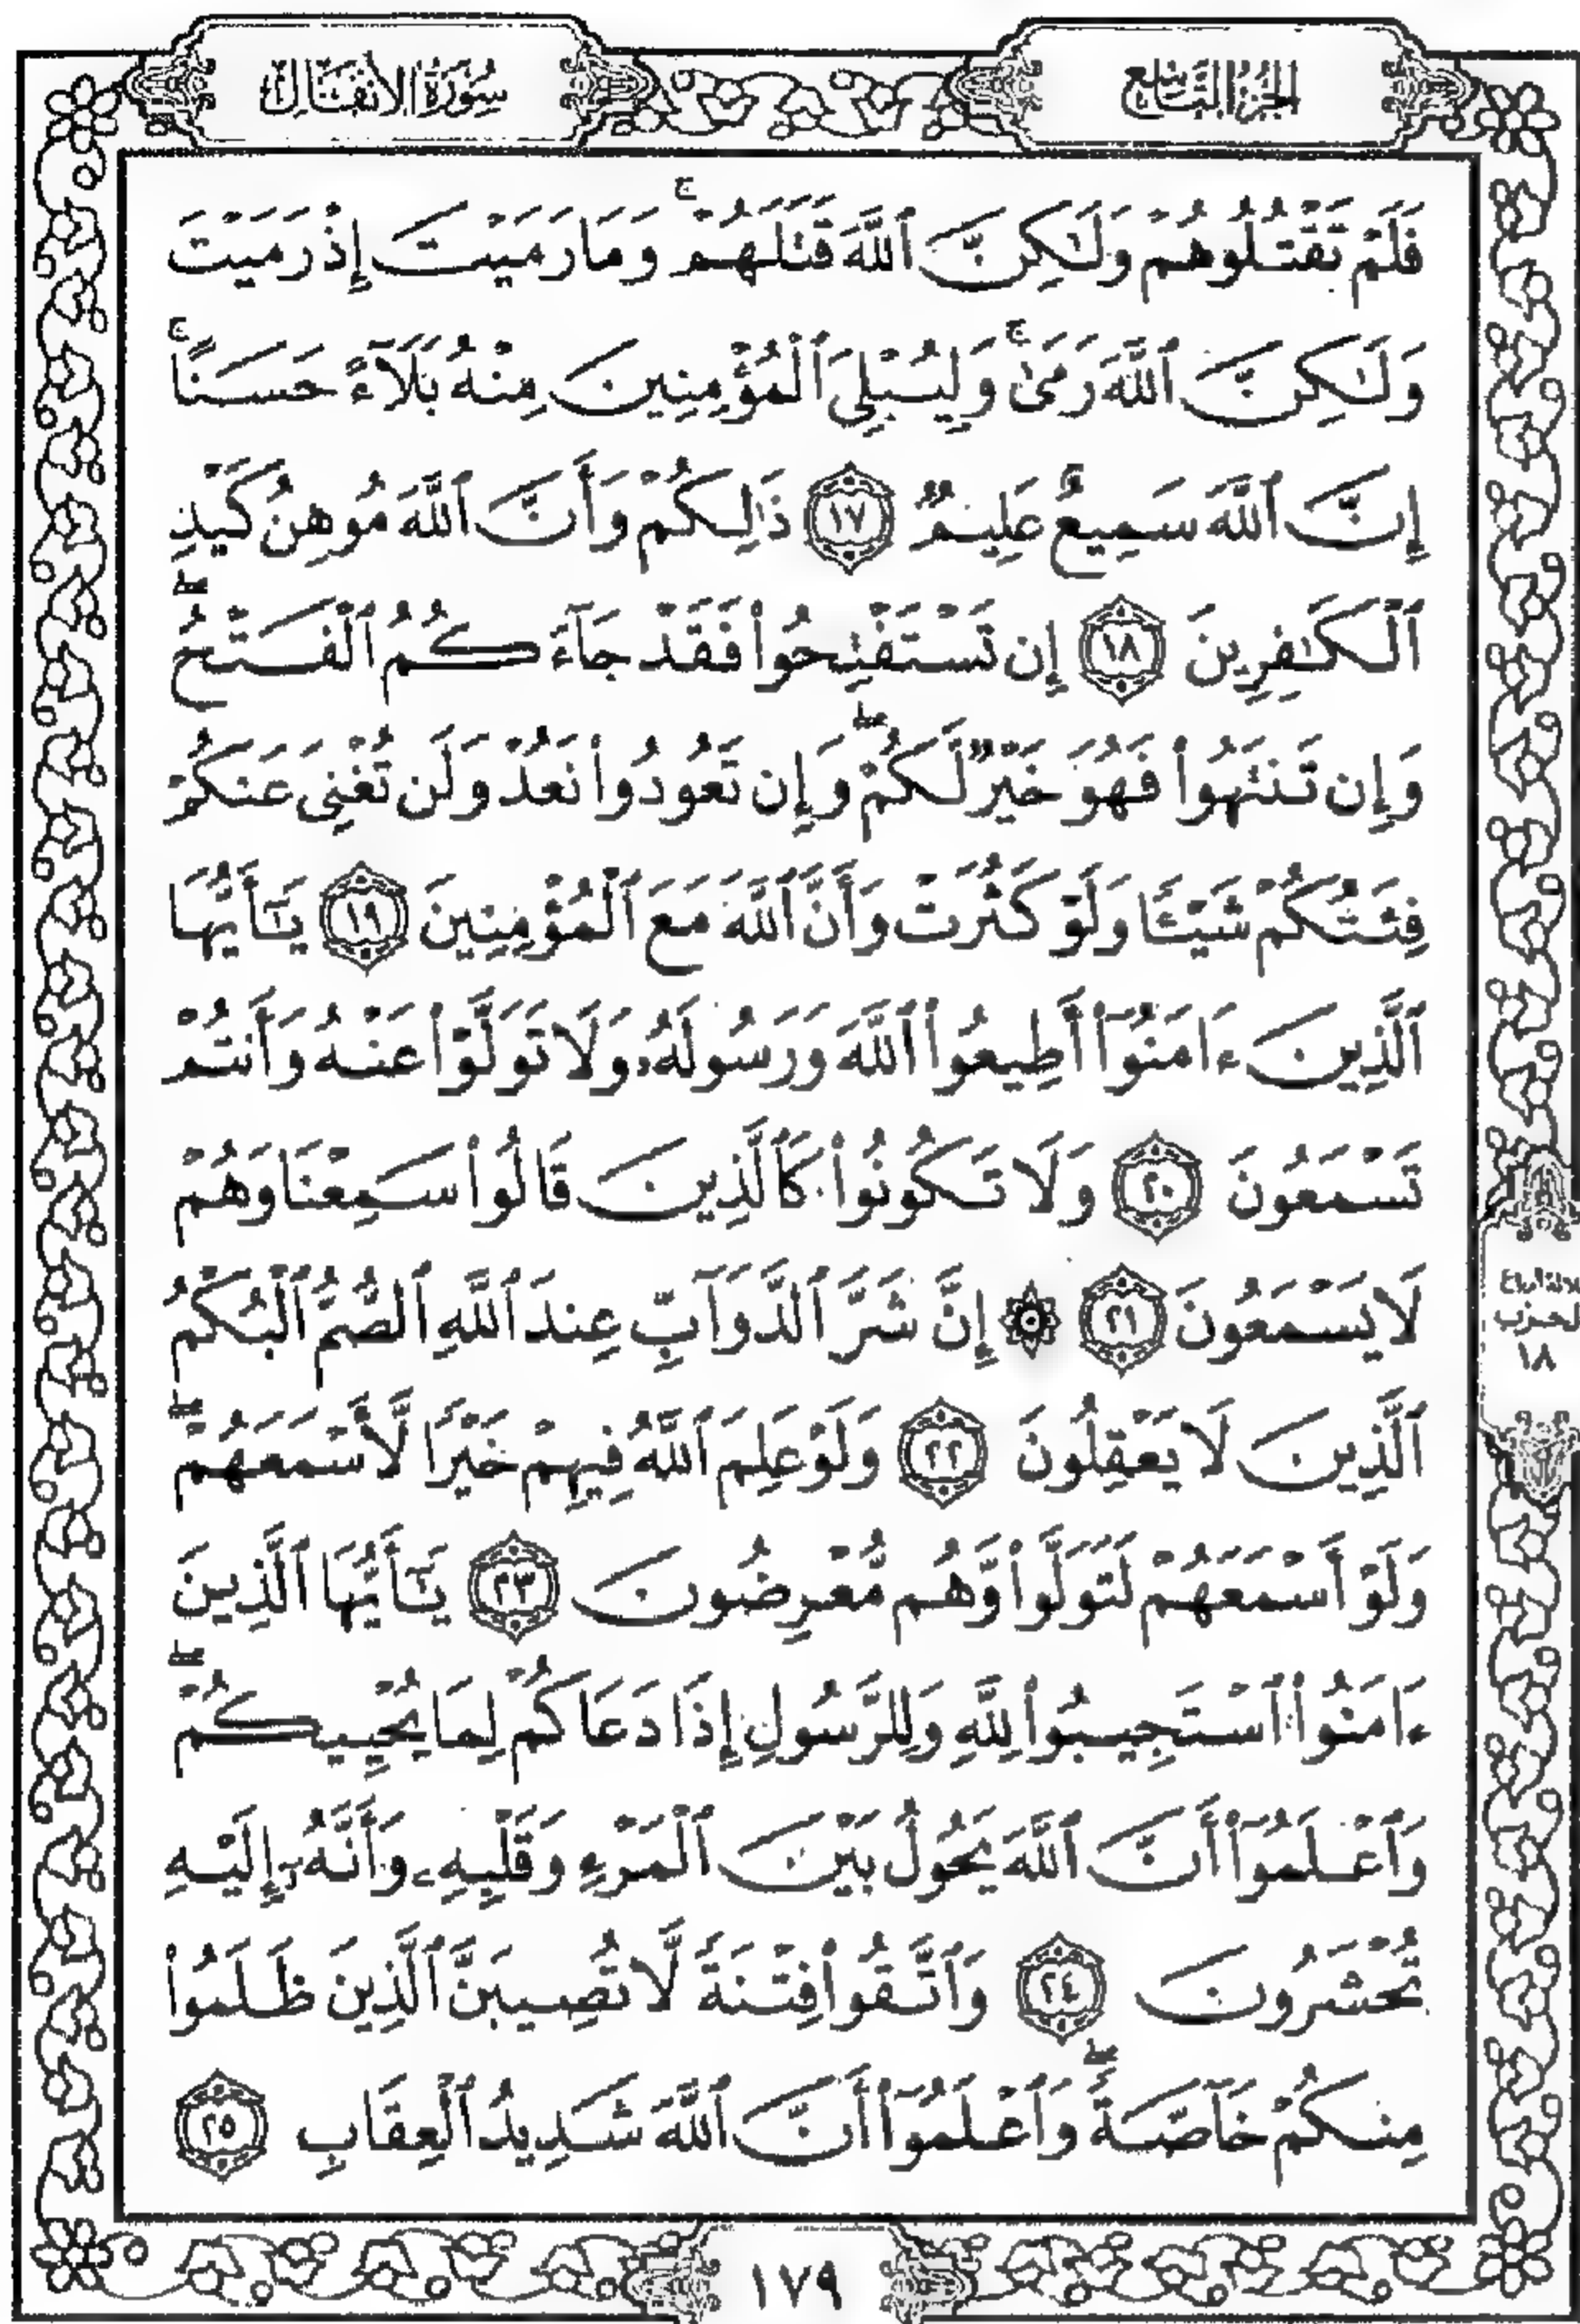 الجزء التاسع
سورة الأنفال
فَلَمْ تَقْتُلُوهُمْ وَلَٰكِنَّ ٱللَّهَ قَتَلَهُمْ ۚ وَمَا رَمَيْتَ إِذْ رَمَيْتَ
وَلَٰكِنَّ ٱللَّهَ رَمَىٰ ۚ وَلِيُبْلِىَ ٱلْمُؤْمِنِينَ مِنْهُ بَلَآءً حَسَنًا ۚ
إِنَّ ٱللَّهَ سَمِيعٌ عَلِيمٌ ١٧ ذَٰلِكُمْ وَأَنَّ ٱللَّهَ مُوهِنُ كَيْدِ
ٱلْكَٰفِرِينَ ١٨ إِن تَسْتَفْتِحُوا۟ فَقَدْ جَآءَكُمُ ٱلْفَتْحُ ۖ
وَإِن تَنتَهُوا۟ فَهُوَ خَيْرٌ لَّكُمْ ۖ وَإِن تَعُودُوا۟ نَعُدْ وَلَن تُغْنِىَ عَنكُمْ
فِئَتُكُمْ شَيْـًٔا وَلَوْ كَثُرَتْ وَأَنَّ ٱللَّهَ مَعَ ٱلْمُؤْمِنِينَ ١٩ يَٰٓأَيُّهَا
ٱلَّذِينَ ءَامَنُوٓا۟ أَطِيعُوا۟ ٱللَّهَ وَرَسُولَهُۥ وَلَا تَوَلَّوْا۟ عَنْهُ وَأَنتُمْ
تَسْمَعُونَ ٢٠ وَلَا تَكُونُوا۟ كَٱلَّذِينَ قَالُوا۟ سَمِعْنَا وَهُمْ
لَا يَسْمَعُونَ ٢١ ۞ إِنَّ شَرَّ ٱلدَّوَآبِّ عِندَ ٱللَّهِ ٱلصُّمُّ ٱلْبُكْمُ
ٱلَّذِينَ لَا يَعْقِلُونَ ٢٢ وَلَوْ عَلِمَ ٱللَّهُ فِيهِمْ خَيْرًا لَّأَسْمَعَهُمْ ۖ
وَلَوْ أَسْمَعَهُمْ لَتَوَلَّوا۟ وَّهُم مُّعْرِضُونَ ٢٣ يَٰٓأَيُّهَا ٱلَّذِينَ
ءَامَنُوا۟ ٱسْتَجِيبُوا۟ لِلَّهِ وَلِلرَّسُولِ إِذَا دَعَاكُمْ لِمَا يُحْيِيكُمْ ۖ
وَٱعْلَمُوٓا۟ أَنَّ ٱللَّهَ يَحُولُ بَيْنَ ٱلْمَرْءِ وَقَلْبِهِۦ وَأَنَّهُۥٓ إِلَيْهِ
تُحْشَرُونَ ٢٤ وَٱتَّقُوا۟ فِتْنَةً لَّا تُصِيبَنَّ ٱلَّذِينَ ظَلَمُوا۟
مِنكُمْ خَآصَّةً ۖ وَٱعْلَمُوٓا۟ أَنَّ ٱللَّهَ شَدِيدُ ٱلْعِقَابِ ٢٥
الحزب
١٨
١٧٩